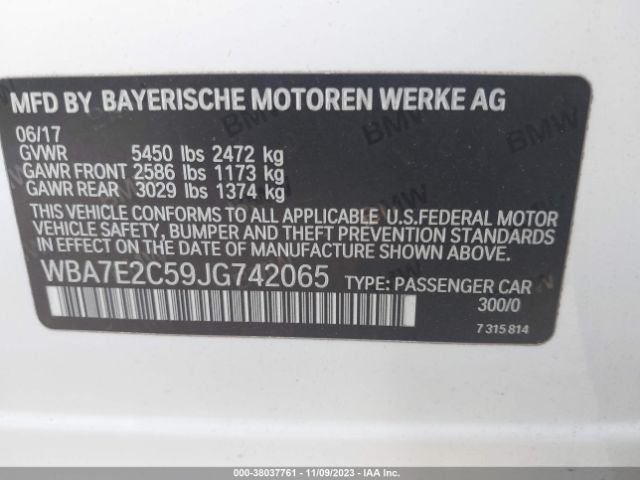 MFD BY BAYERISCHE MOTOREN WERKE AG
06/17
GVWR 5450 lbs 2472 kg
GAWR FRONT 2586 lbs 1173 kg
GAWR REAR 3029 lbs 1374 kg
THIS VEHICLE CONFORMS TO ALL APPLICABLE U.S.FEDERAL MOTOR
VEHICLE SAFETY, BUMPER AND THEFT PREVENTION STANDARDS
IN EFFECT ON THE DATE OF MANUFACTURE SHOWN ABOVE.
WBA7E2C59JG742065 TYPE: PASSENGER CAR
300/0
7 315 814
© - 38037761 - 11/09/2023 - IAA Inc. All Rights Reserved